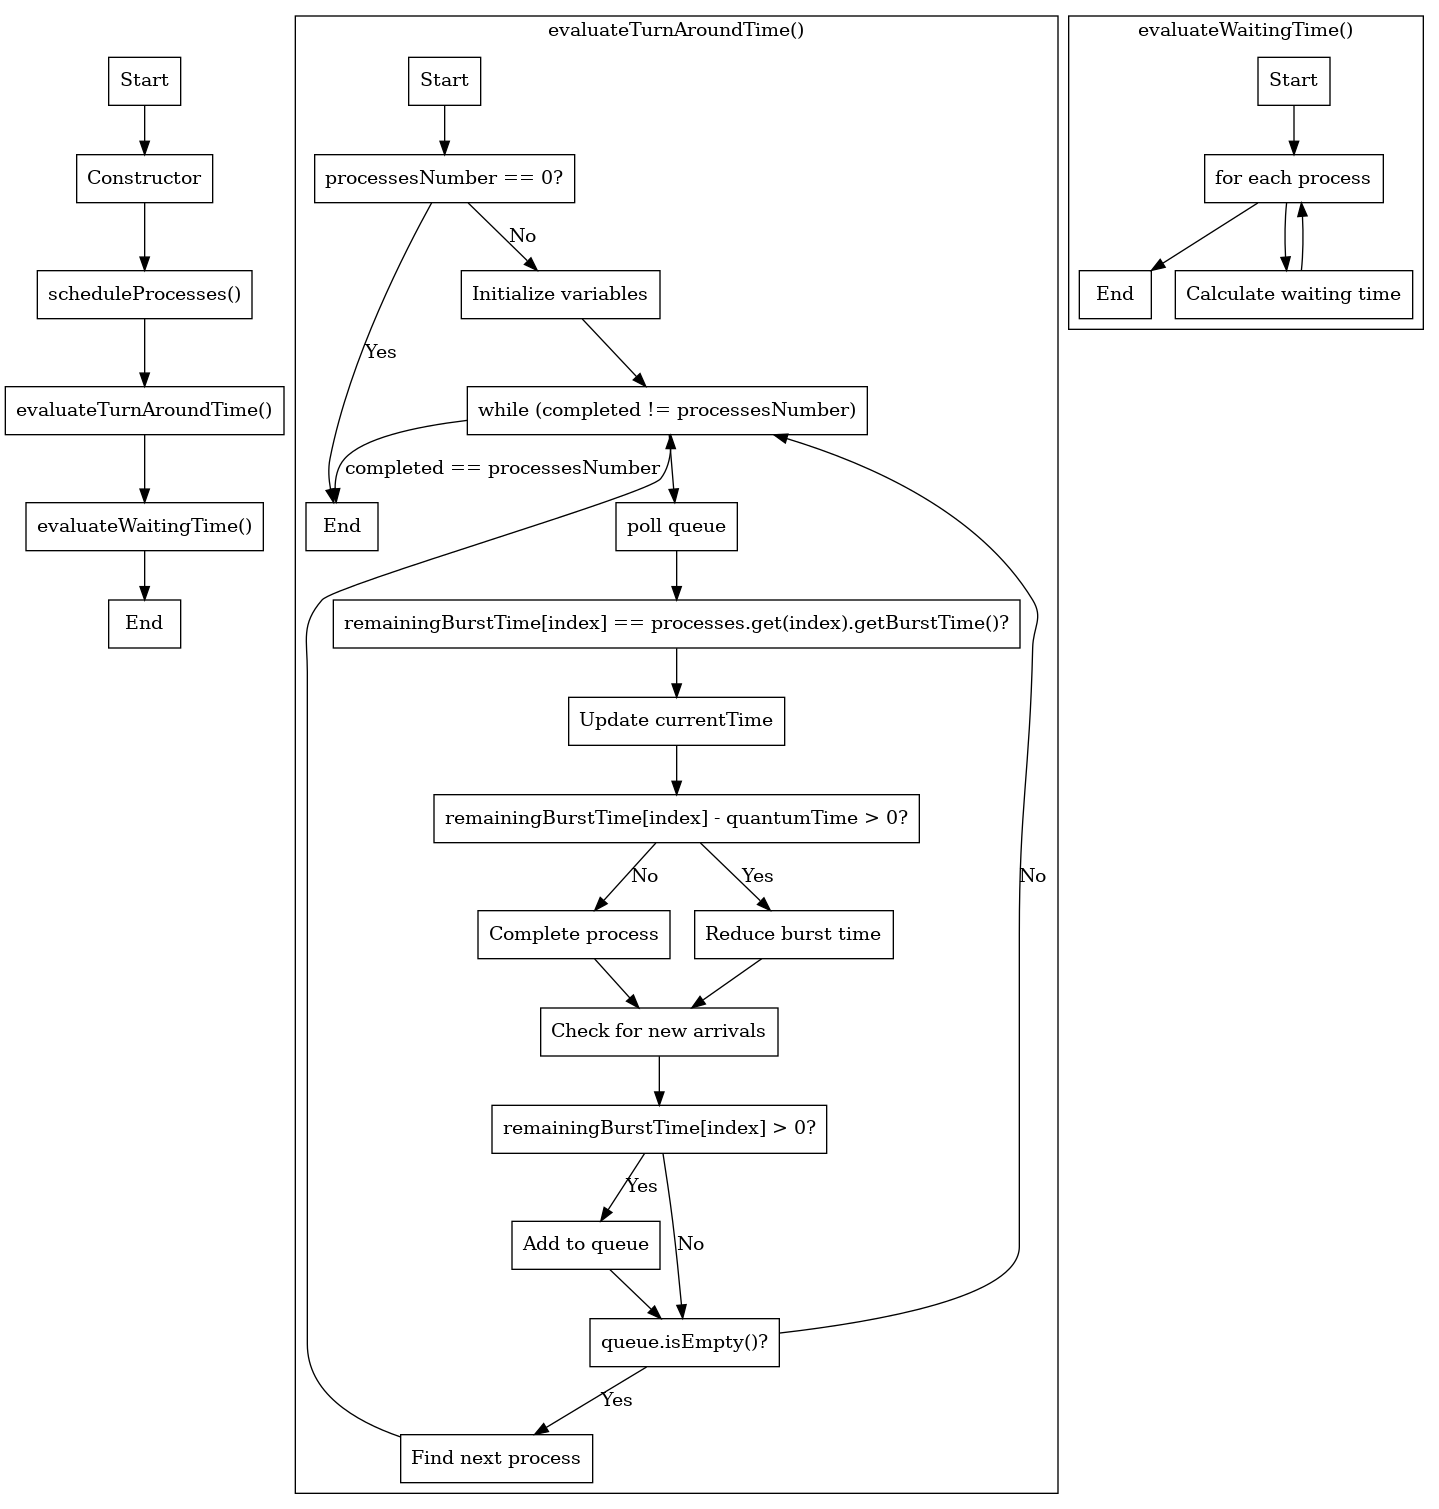 Start
Constructor
scheduleProcesses()
evaluateTurnAroundTime()
evaluateWaitingTime()
End
evaluateTurnAroundTime()
Start
processesNumber == 0?
No
Initialize variables
Yes
while (completed != processesNumber)
completed == processesNumber
End
poll queue
remainingBurstTime[index] == processes.get(index).getBurstTime()?
Update currentTime
remainingBurstTime[index] - quantumTime > 0?
No
Yes
Complete process
Reduce burst time
Check for new arrivals
remainingBurstTime[index] > 0?
Yes
Add to queue
No
queue.isEmpty()?
No
Yes
Find next process
evaluateWaitingTime()
Start
for each process
End
Calculate waiting time